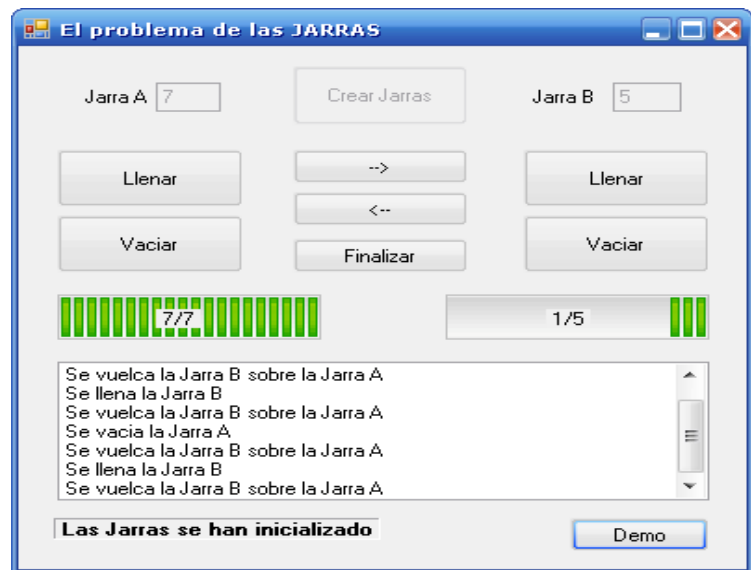 El problema de las JARRAS
Jarra A 7 Crear Jarras Jarra B 5
Llenar --> Llenar
<--
Vaciar Finalizar Vaciar
7/7 1/5
Se vuelca la Jarra B sobre la Jarra A
Se llena la Jarra B
Se vuelca la Jarra B sobre la Jarra A
Se vacia la Jarra A
Se vuelca la Jarra B sobre la Jarra A
Se llena la Jarra B
Se vuelca la Jarra B sobre la Jarra A
Las Jarras se han inicializado Demo